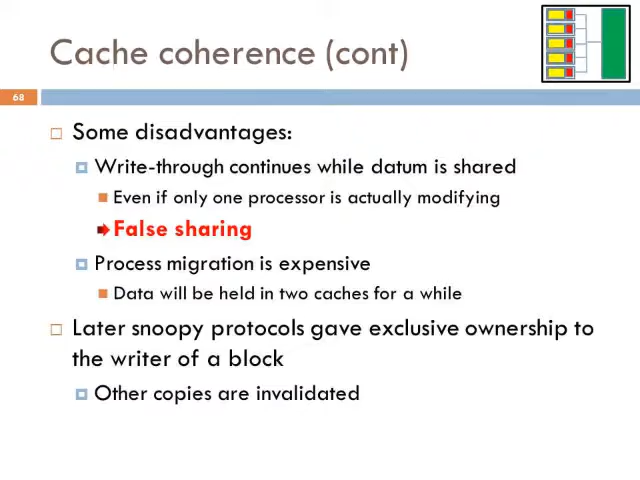 Cache coherence (cont)
68
Some disadvantages:
Write-through continues while datum is shared
Even if only one processor is actually modifying
False sharing
Process migration is expensive
Data will be held in two caches for a while
Later snoopy protocols gave exclusive ownership to
the writer of a block
Other copies are invalidated